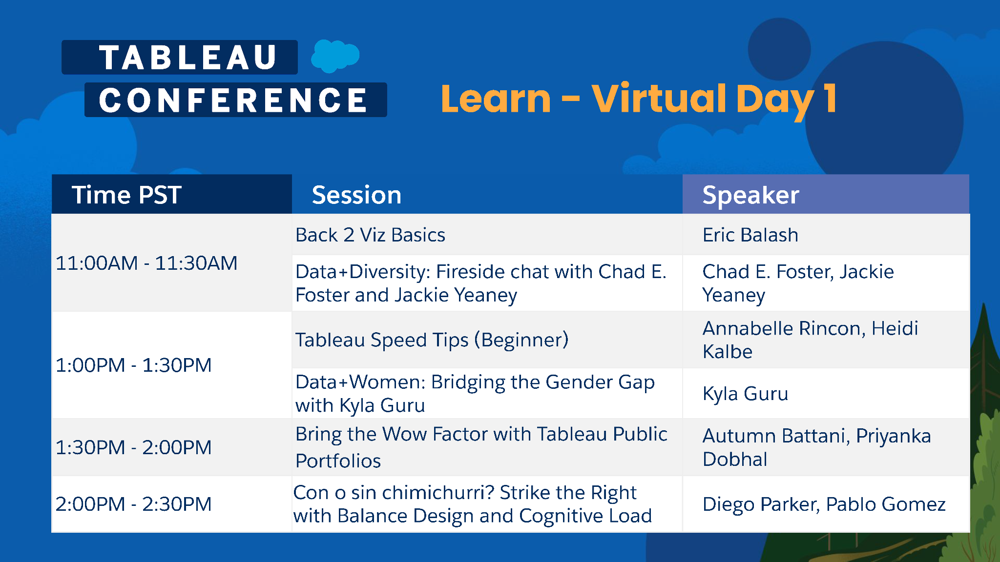 TABLEAU
CONFERENCE
Learn - Virtual Day 1
Time PST
Session
Speaker
11:00AM - 11:30AM
Back 2 Viz Basics
Eric Balash
Data+Diversity: Fireside chat with Chad E.
Foster and Jackie Yeaney
Chad E. Foster, Jackie
Yeaney
1:00PM - 1:30PM
Tableau Speed Tips (Beginner)
Annabelle Rincon, Heidi
Kalbe
Data+Women: Bridging the Gender Gap
with Kyla Guru
Kyla Guru
1:30PM - 2:00PM
Bring the Wow Factor with Tableau Public
Portfolios
Autumn Battani, Priyanka
Dobhal
2:00PM - 2:30PM
Con o sin chimichurri? Strike the Right
with Balance Design and Cognitive Load
Diego Parker, Pablo Gomez